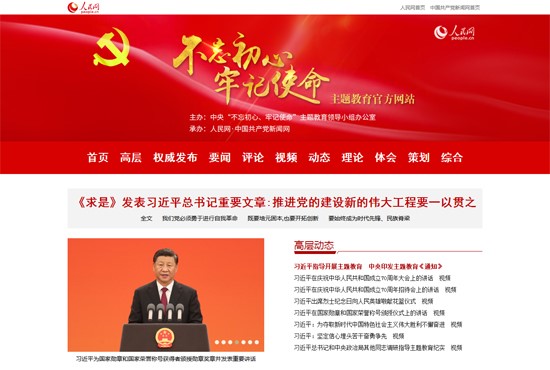 人民网
people.cn
人民网首页 中国共产党新闻网首页
人民网
people.cn
不忘初心
牢记使命
主题教育官方网站
主办：中央“不忘初心、牢记使命”主题教育领导小组办公室
承办：人民网·中国共产党新闻网
首页 高层 权威发布 要闻 评论 视频 动态 理论 体会 策划 综合
《求是》发表习近平总书记重要文章:推进党的建设新的伟大工程要一以贯之
全文 我们党必须勇于进行自我革命 既要培元固本,也要开拓创新 要始终成为时代先锋、民族脊梁
高层动态
习近平指导开展主题教育 中央印发主题教育《通知》
习近平在庆祝中华人民共和国成立70周年大会上的讲话 视频
习近平在庆祝中华人民共和国成立70周年招待会上的讲话 视频
习近平出席烈士纪念日向人民英雄敬献花篮仪式 视频
习近平在国家勋章和国家荣誉称号颁授仪式上的讲话 视频
习近平：为夺取新时代中国特色社会主义伟大胜利不懈奋进 视频
习近平：坚定信心埋头苦干奋勇争先 视频
习近平总书记和中央政治局其他同志调研指导主题教育纪实 视频
习近平为国家勋章和国家荣誉称号获得者颁授勋章奖章并发表重要讲话